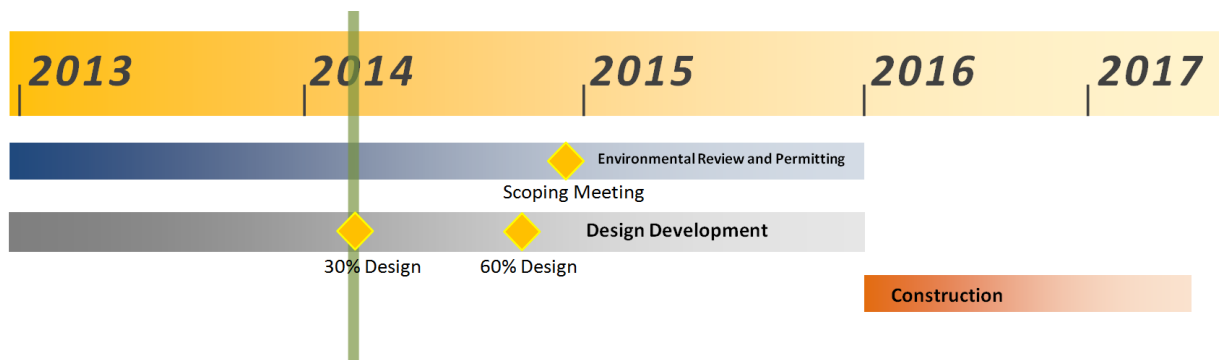 2013 2014 2015 2016 2017
Environmental Review and Permitting
Scoping Meeting
Design Development
30% Design 60% Design
Construction